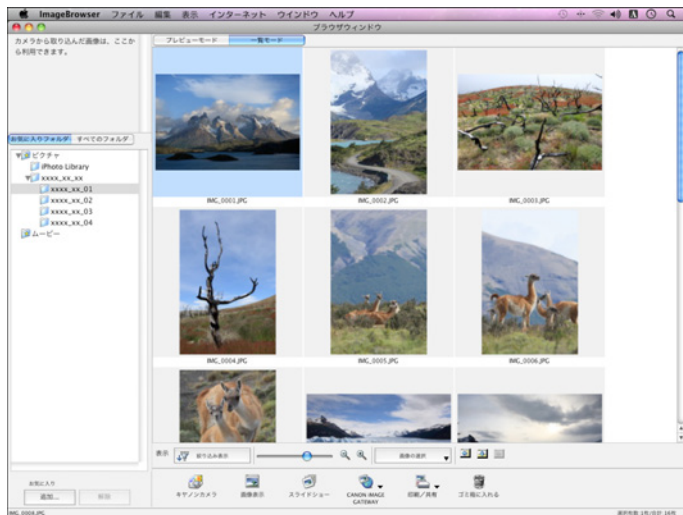 ImageBrowser ファイル 編集 表示 インターネット ウインドウ ヘルプ
ブラウザウィンドウ
カメラから取り込んだ画像は、ここか
ら利用できます。
プレビューモード 一覧モード
お気に入りフォルダ すべてのフォルダ
ピクチャ
iPhoto Library
xxxx_xx_xx
xxxx_xx_01
xxxx_xx_02
xxxx_xx_03
xxxx_xx_04
ムービー
IMG_0001.JPG IMG_0002.JPG IMG_0003.JPG
IMG_0004.JPG IMG_0005.JPG IMG_0006.JPG
表示 絞り込み表示 画像の選択
キヤノンカメラ 画像表示 スライドショー CANON IMAGE GATEWAY 印刷／共有 ゴミ箱に入れる
お気に入り
追加... 削除